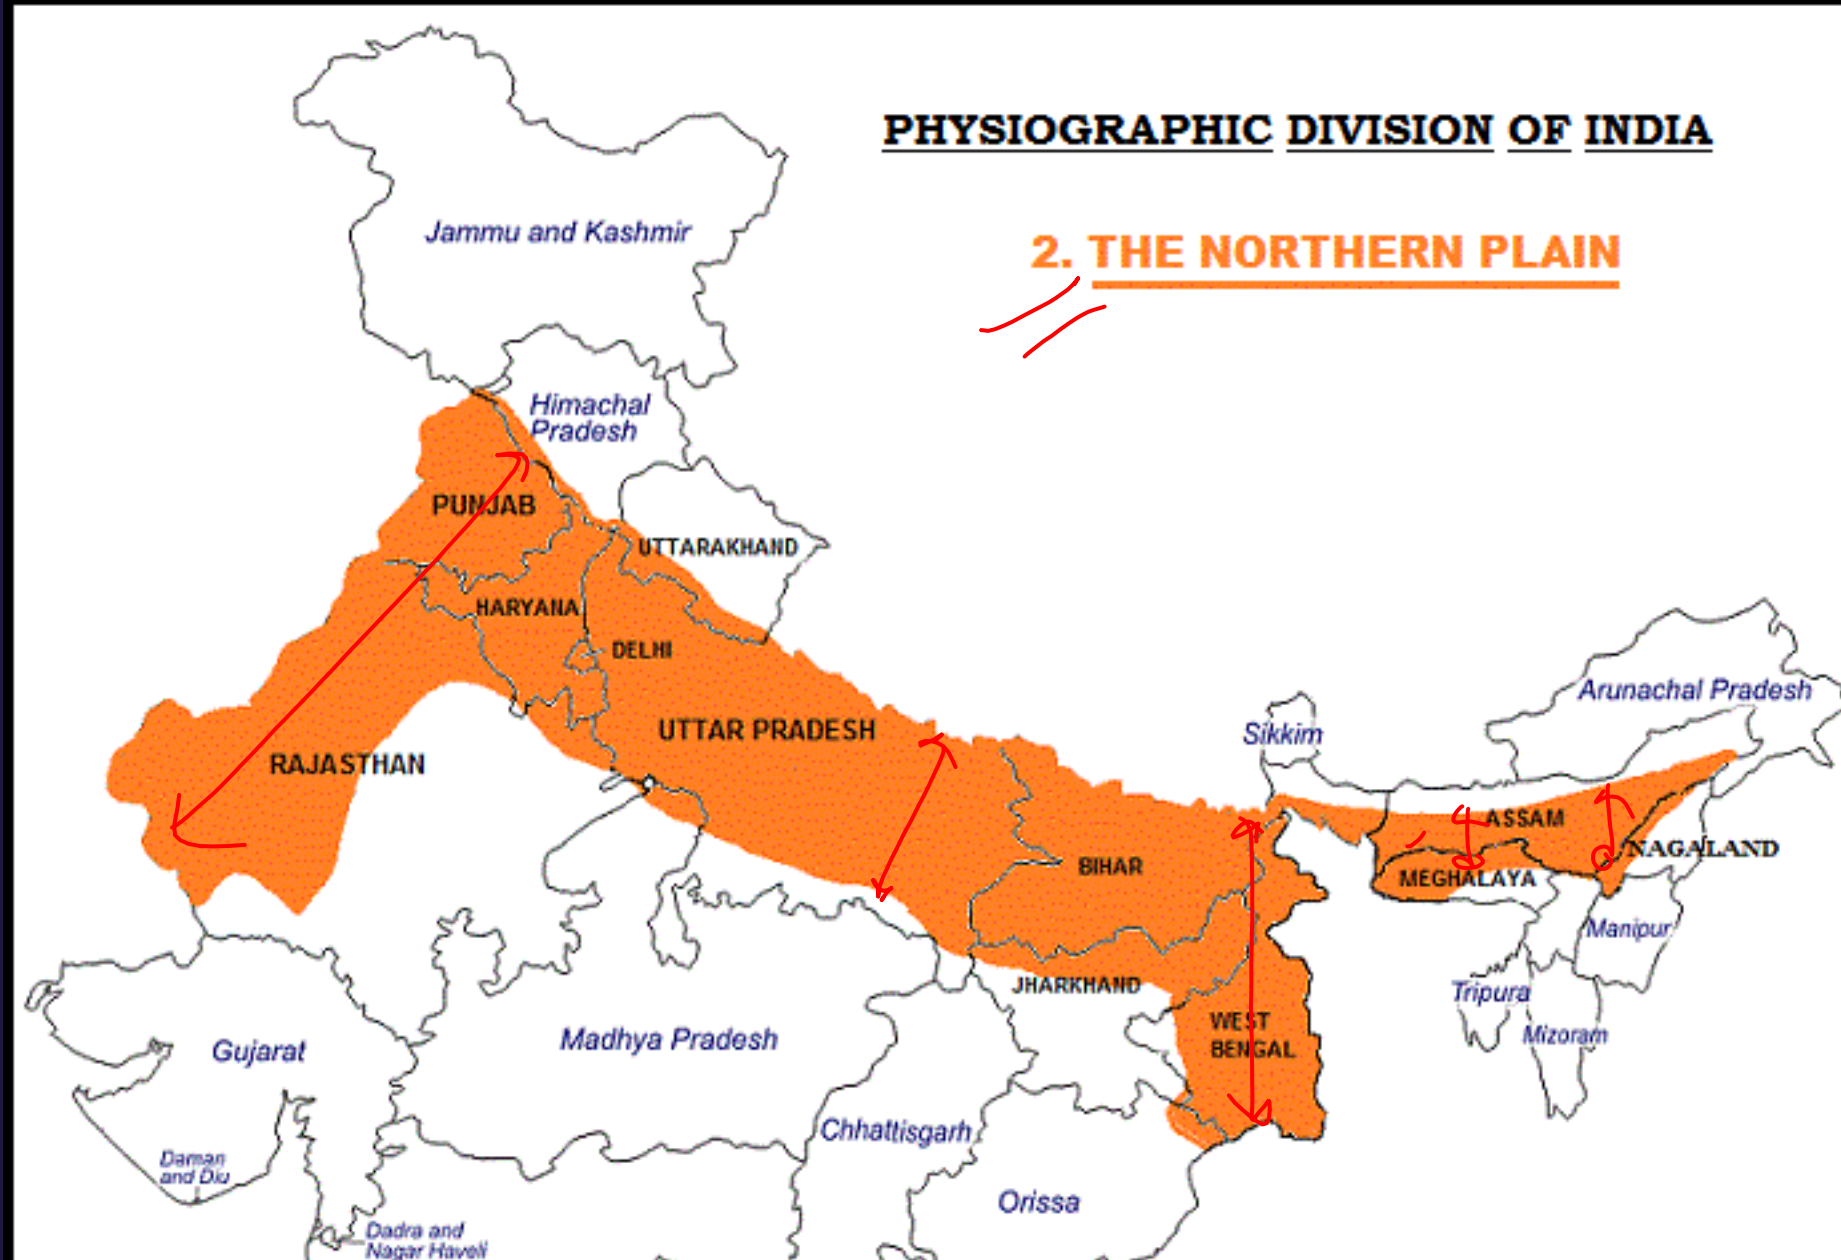 PHYSIOGRAPHIC DIVISION OF INDIA
2. THE NORTHERN PLAIN
Jammu and Kashmir
Himachal
Pradesh
PUNJAB
UTTARAKHAND
HARYANA
DELHI
UTTAR PRADESH
RAJASTHAN
Arunachal Pradesh
Sikkim
ASSAM
NAGALAND
MEGHALAYA
BIHAR
Manipur
JHARKHAND
Tripura
WEST
BENGAL
Mizoram
Madhya Pradesh
Gujarat
Chhattisgarh
Daman
and Diu
Orissa
Dadra and
Nagar Haveli